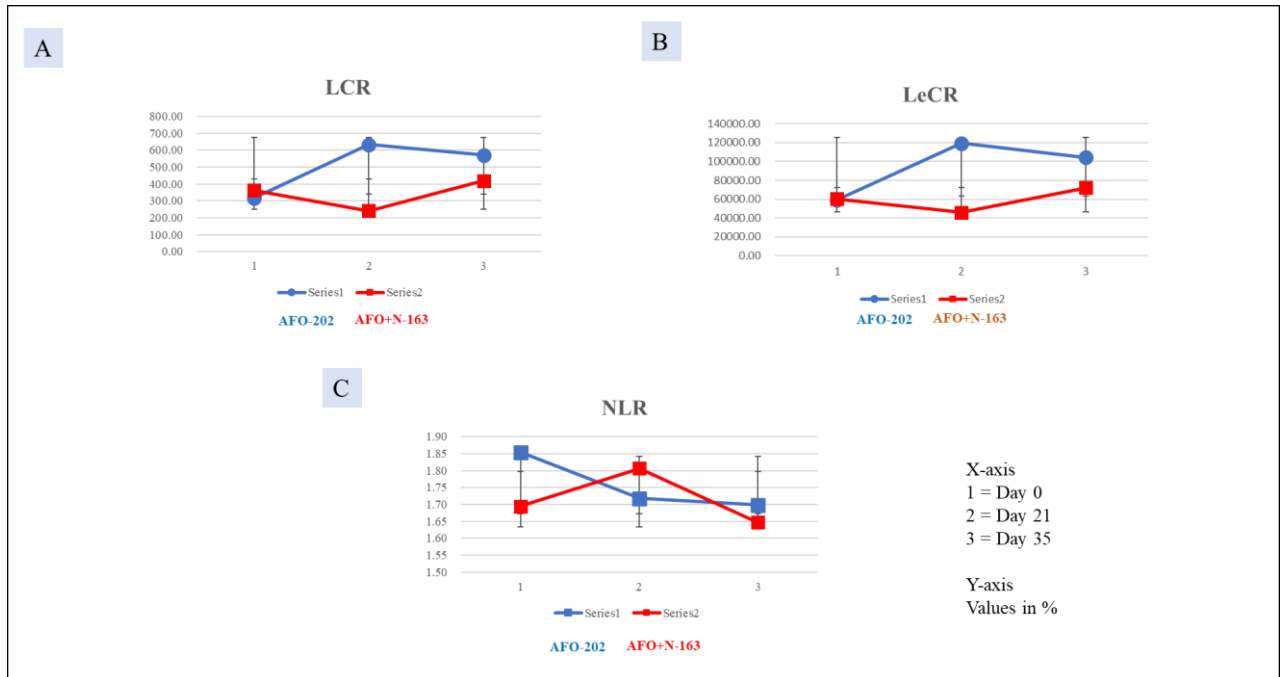 A
LCR
800.00
700.00
600.00
500.00
400.00
300.00
200.00
100.00
0.00
1 2 3
Series1 Series2
AFO-202 AFO+N-163
B
LeCR
140000.00
120000.00
100000.00
80000.00
60000.00
40000.00
20000.00
0.00
1 2 3
Series1 Series2
AFO-202 AFO+N-163
C
NLR
1.90
1.85
1.80
1.75
1.70
1.65
1.60
1.55
1.50
1 2 3
Series1 Series2
AFO-202 AFO+N-163
X-axis
1 = Day 0
2 = Day 21
3 = Day 35
Y-axis
Values in %